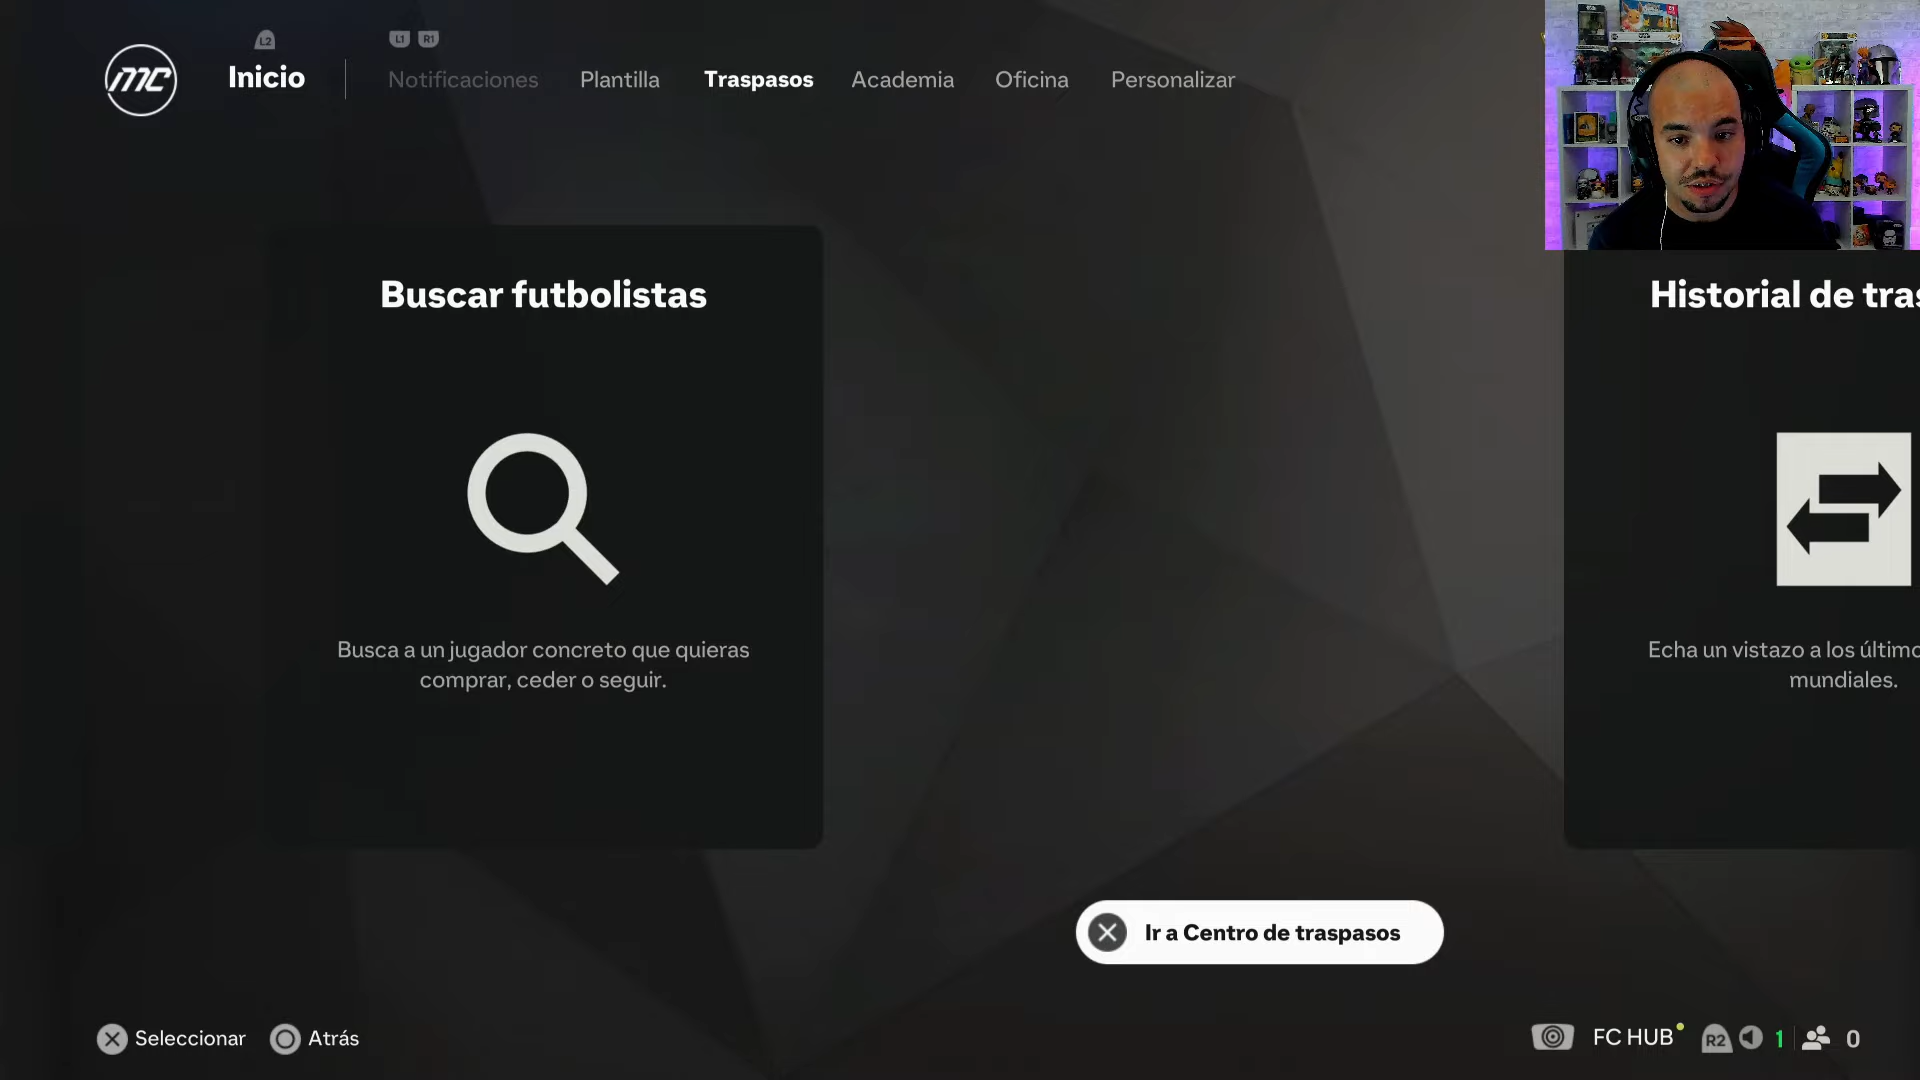 L2
L1 R1
MC
Inicio
Notificaciones
Plantilla
Traspasos
Academia
Oficina
Personalizar
Buscar futbolistas
Busca a un jugador concreto que quieras
comprar, ceder o seguir.
Historial de tras
Echa un vistazo a los último
mundiales.
Ir a Centro de traspasos
Seleccionar
Atrás
FC HUB
R2
1
0